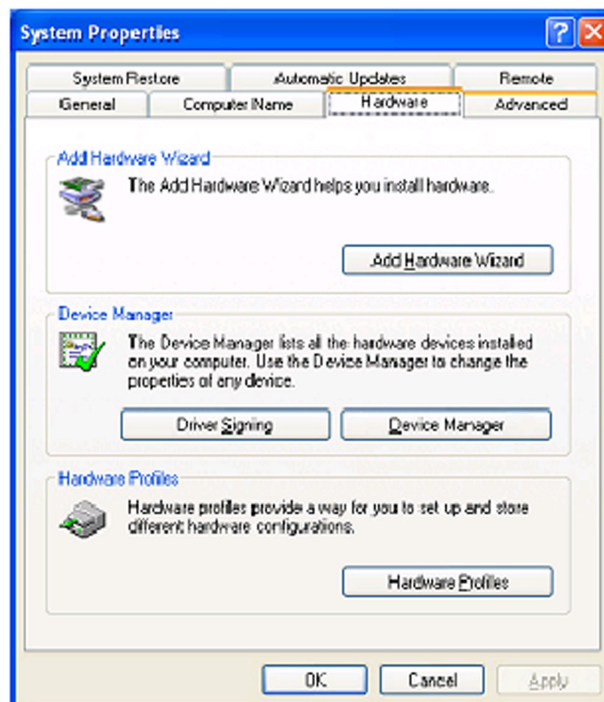 System Properties
System Restore
Automatic Updates
Remote
General
Computer Name
Hardware
Advanced
Add Hardware Wizard
The Add Hardware Wizard helps you install hardware.
Add Hardware Wizard
Device Manager
The Device Manager lists all the hardware devices installed
on your computer. Use the Device Manager to change the
properties of any device.
Driver Signing
Device Manager
Hardware Profiles
Hardware profiles provide a way for you to set up and store
different hardware configurations.
Hardware Profiles
OK
Cancel
Apply